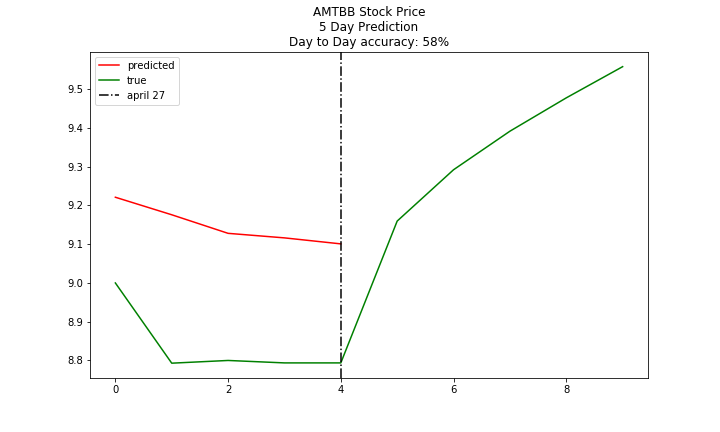 AMTBB Stock Price
5 Day Prediction
Day to Day accuracy: 58%
predicted
true
april 27
9.5
9.4
9.3
9.2
9.1
9.0
8.9
8.8
0 2 4 6 8